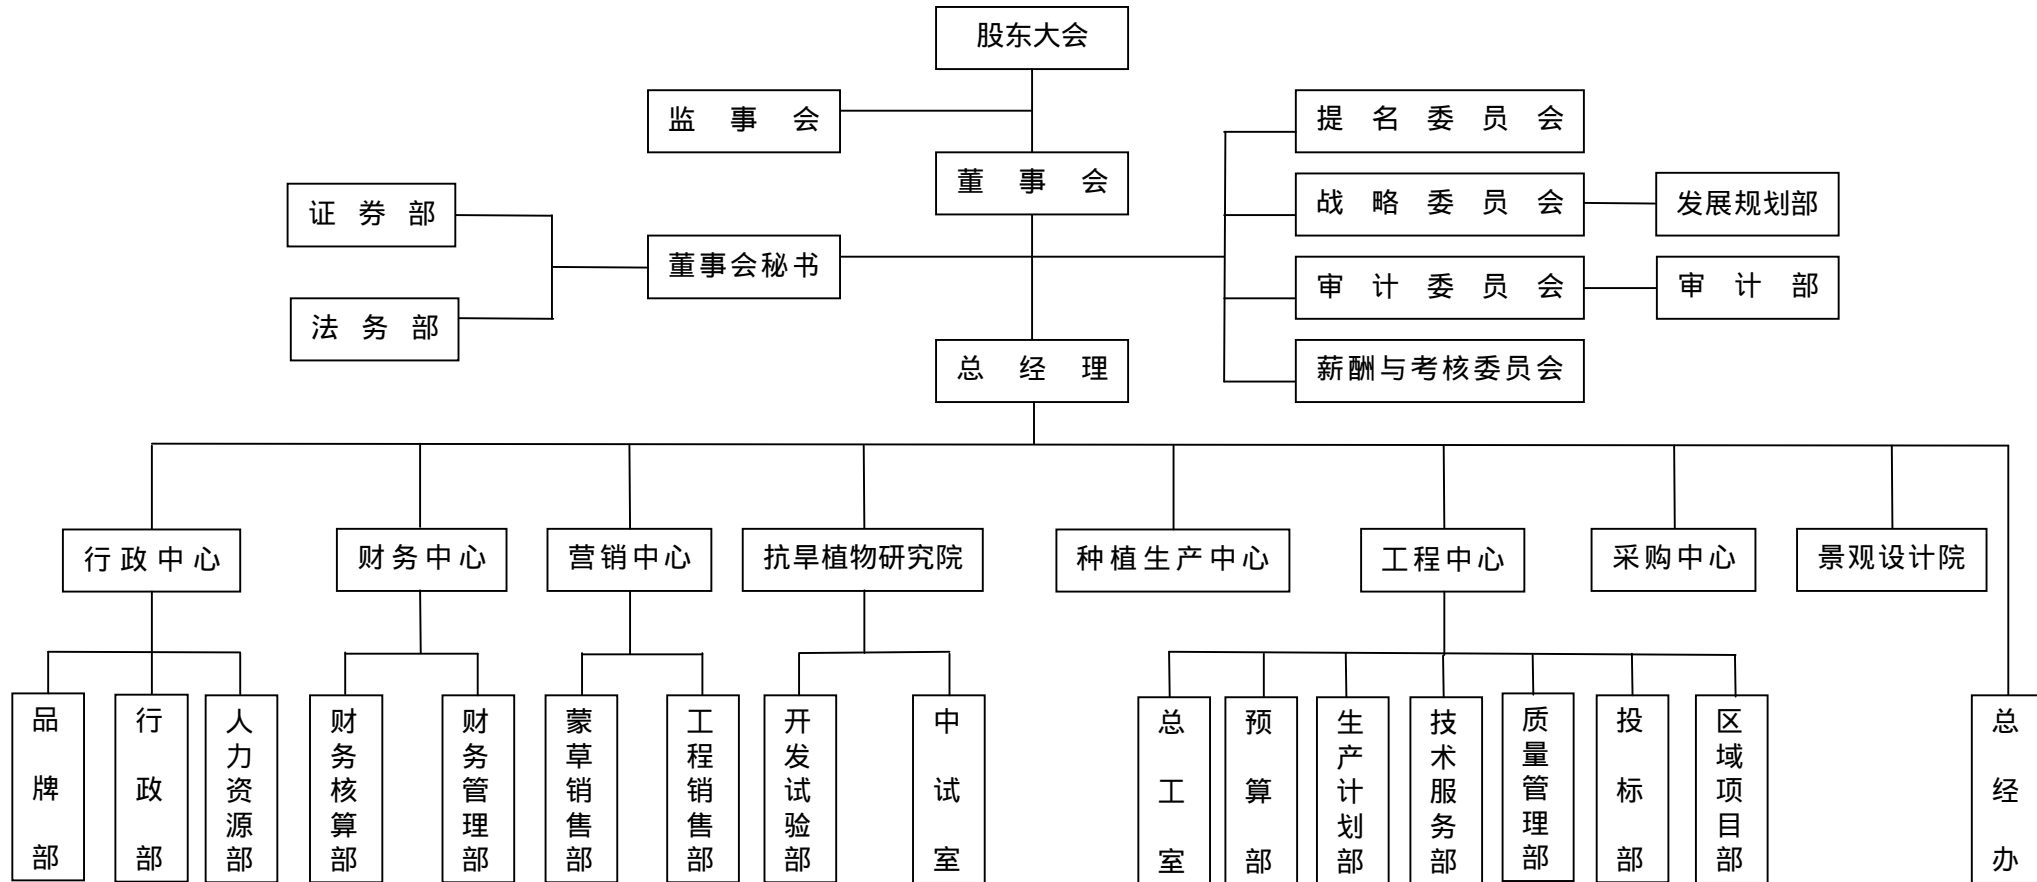 股东大会
监事会
提名委员会
董事会
战略委员会
发展规划部
证券部
董事会秘书
审计委员会
审计部
法务部
总经理
薪酬与考核委员会
行政中心
财务中心
营销中心
抗旱植物研究院
种植生产中心
工程中心
采购中心
景观设计院
品牌部
行政部
人力资源部
财务核算部
财务管理部
蒙草销售部
工程销售部
开发试验部
中试室
总工室
预算部
生产计划部
技术服务部
质量管理部
投标部
区域项目部
总经办